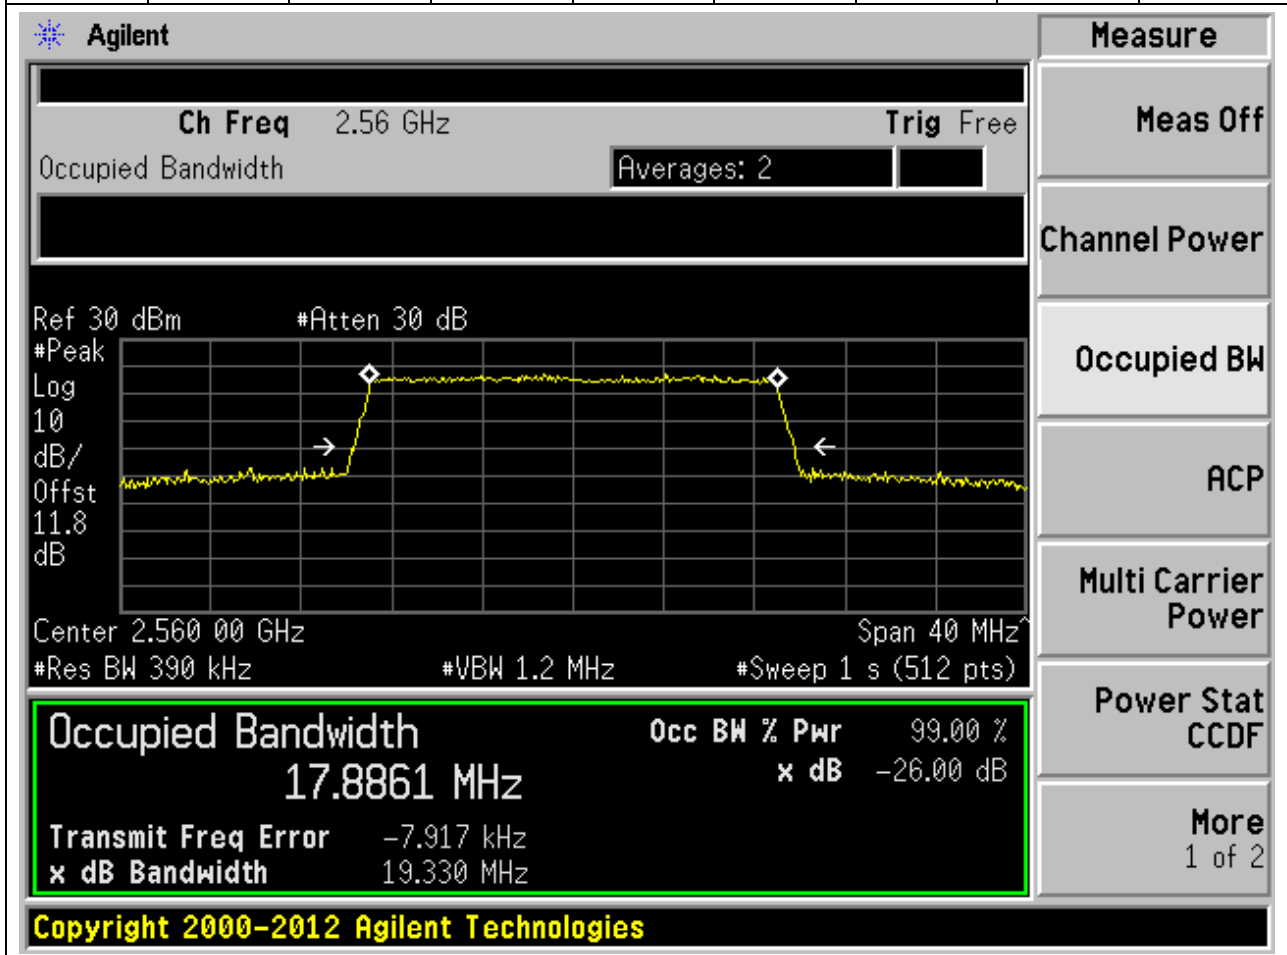 Agilent
Measure
Ch Freq 2.56 GHz Trig Free
Occupied Bandwidth Averages: 2
Meas Off
Channel Power
Occupied BW
ACP
Multi Carrier
Power
Power Stat
CCDF
More
1 of 2
Ref 30 dBm #Atten 30 dB
#Peak
Log
10
dB/
Offst
11.8
dB
Center 2.560 00 GHz Span 40 MHz^
#Res BW 390 kHz #VBW 1.2 MHz #Sweep 1 s (512 pts)
Occupied Bandwidth Occ BW % Pwr 99.00 %
17.8861 MHz x dB -26.00 dB
Transmit Freq Error -7.917 kHz
x dB Bandwidth 19.330 MHz
Copyright 2000-2012 Agilent Technologies